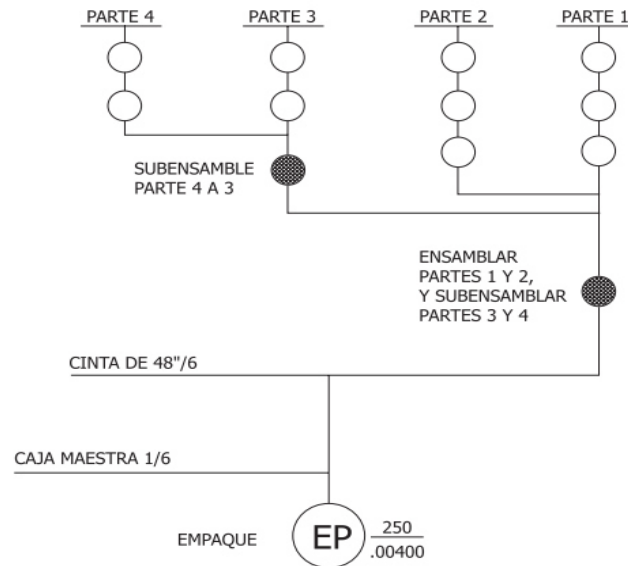 PARTE 4
PARTE 3
PARTE 2
PARTE 1
SUBENSAMBLE
PARTE 4 A 3
ENSAMBLAR
PARTES 1 Y 2,
Y SUBENSAMBLAR
PARTES 3 Y 4
CINTA DE 48"/6
CAJA MAESTRA 1/6
EMPAQUE
EP
250
.00400